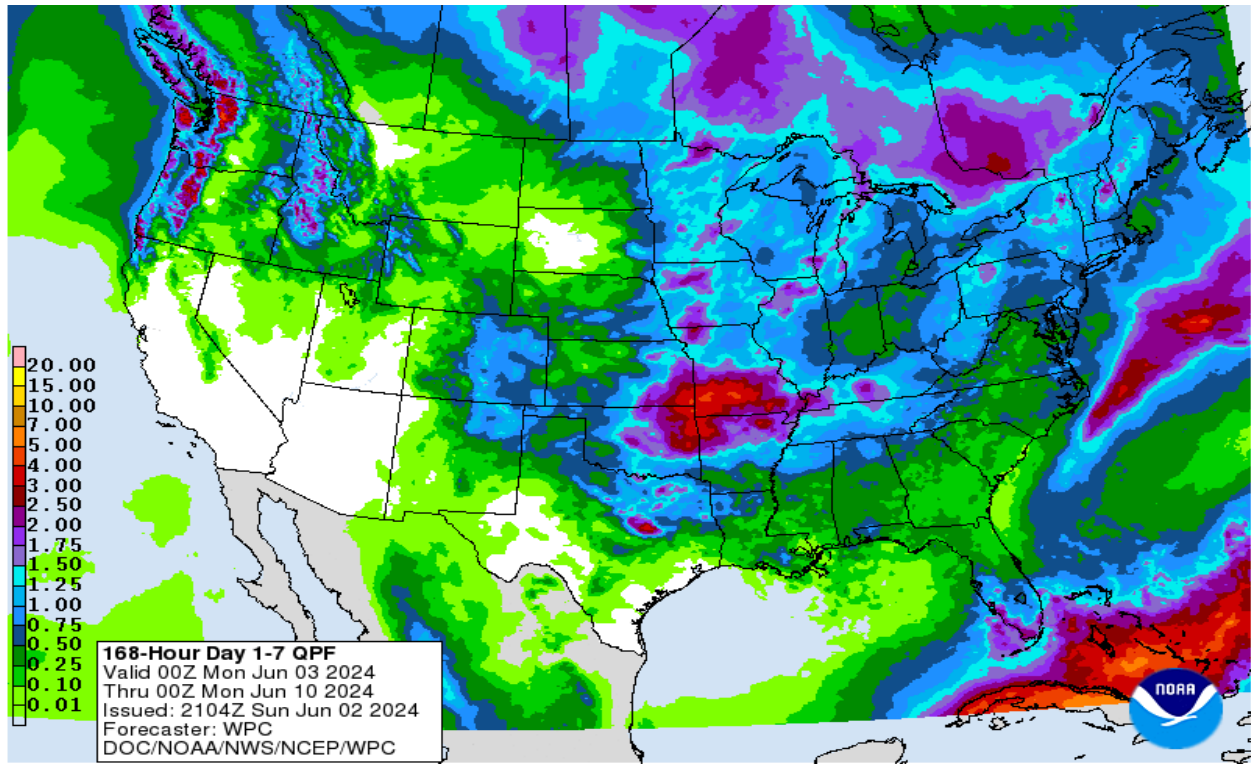 20.00
15.00
10.00
7.00
5.00
4.00
3.00
2.50
2.00
1.75
1.50
1.25
1.00
0.75
0.50
0.25
0.10
0.01
168-Hour Day 1-7 QPF
Valid 00Z Mon Jun 03 2024
Thru 00Z Mon Jun 10 2024
Issued: 2104Z Sun Jun 02 2024
Forecaster: WPC
DOC/NOAA/NWS/NCEP/WPC
NOAA